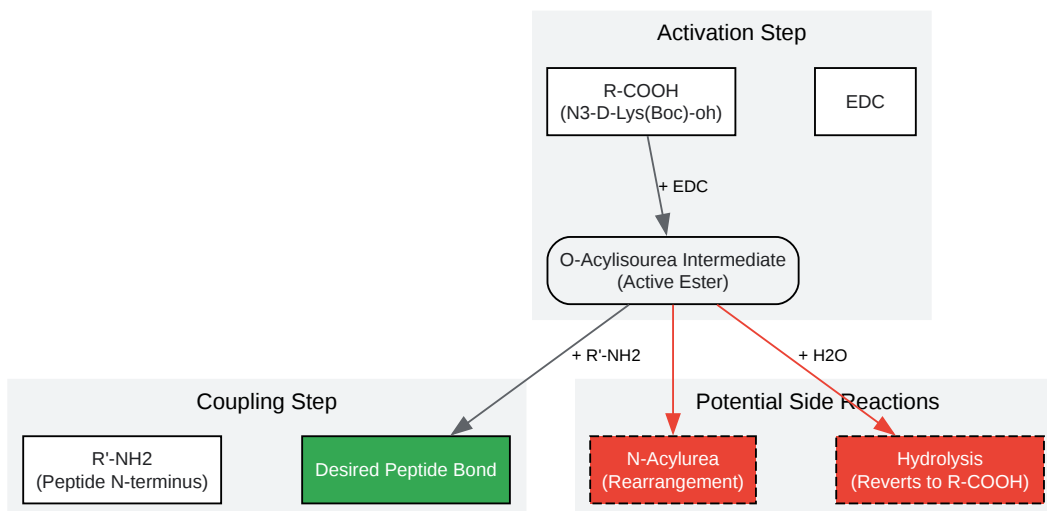 Activation Step
R-COOH
(N3-D-Lys(Boc)-oh)
EDC
+ EDC
O-Acylisourea Intermediate
(Active Ester)
+ R'-NH2
+ H2O
Coupling Step
Potential Side Reactions
R'-NH2
(Peptide N-terminus)
Desired Peptide Bond
N-Acylurea
(Rearrangement)
Hydrolysis
(Reverts to R-COOH)